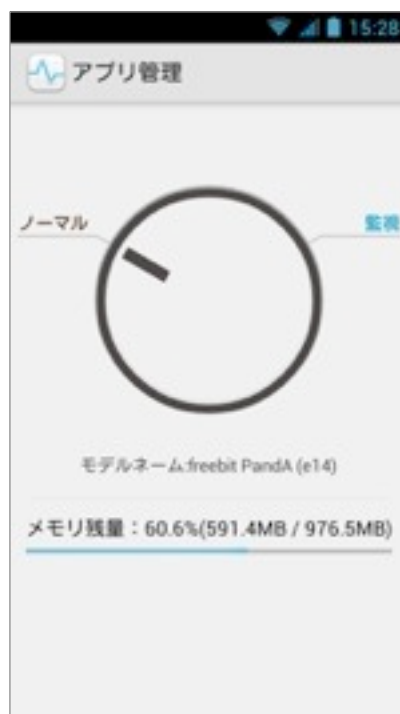 15:28
アプリ管理
ノーマル
監視
モデルネーム:freebit PandA (e14)
メモリ残量：60.6%(591.4MB / 976.5MB)